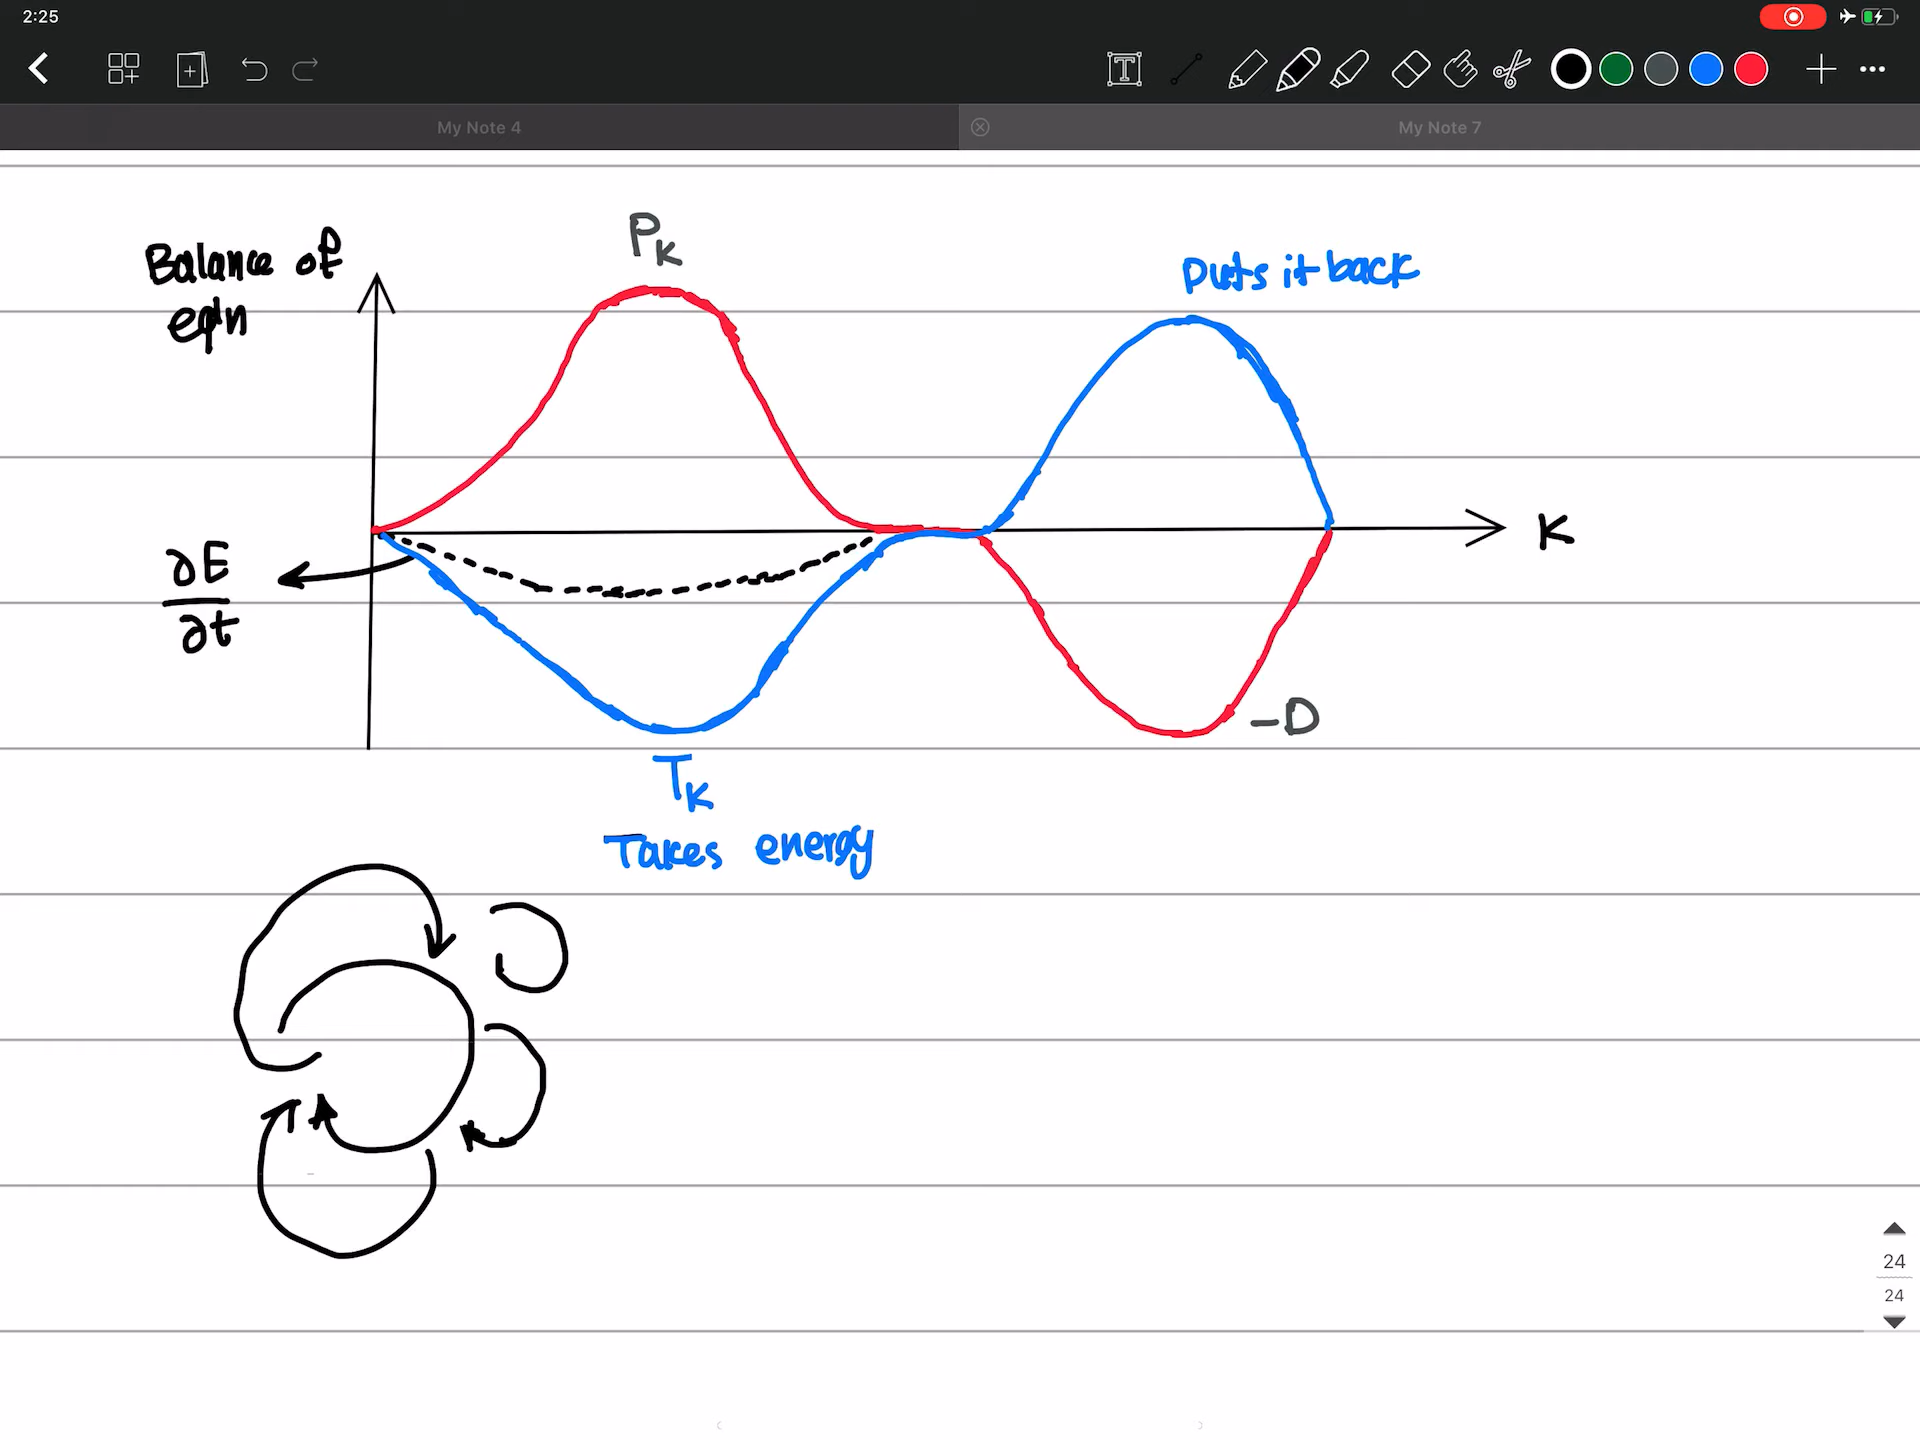 2:25
My Note 4
My Note 7
PK
Balance of
eq'n
puts it back
K
∂E
∂t
-D
TK
Takes energy
24
24